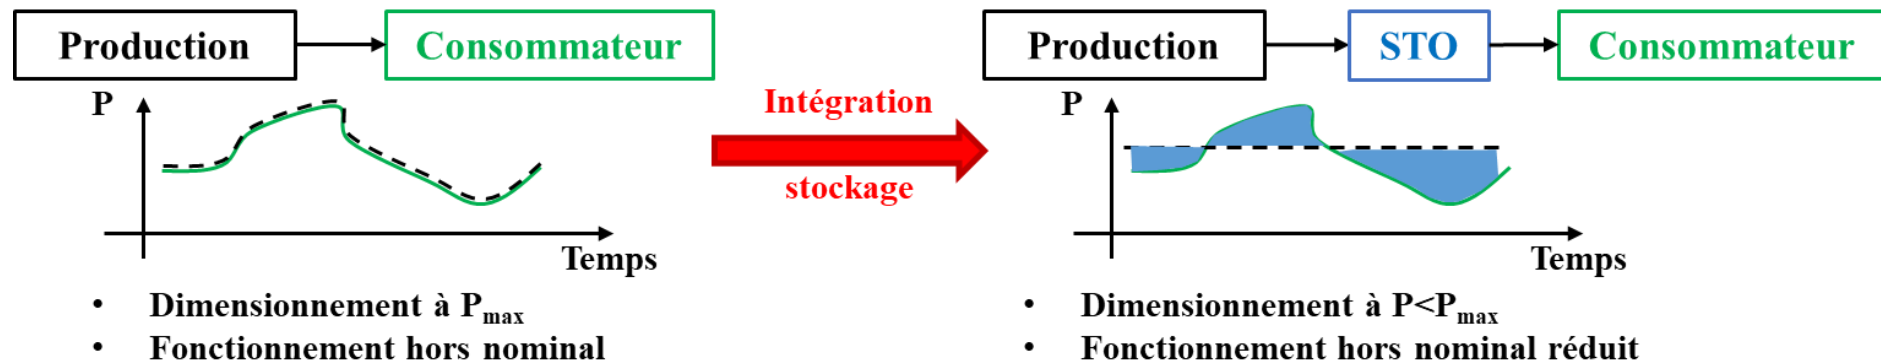 Production
Consommateur
P
Temps
• Dimensionnement à Pmax
• Fonctionnement hors nominal
Intégration
stockage
Production
STO
Consommateur
P
Temps
• Dimensionnement à P<Pmax
• Fonctionnement hors nominal réduit